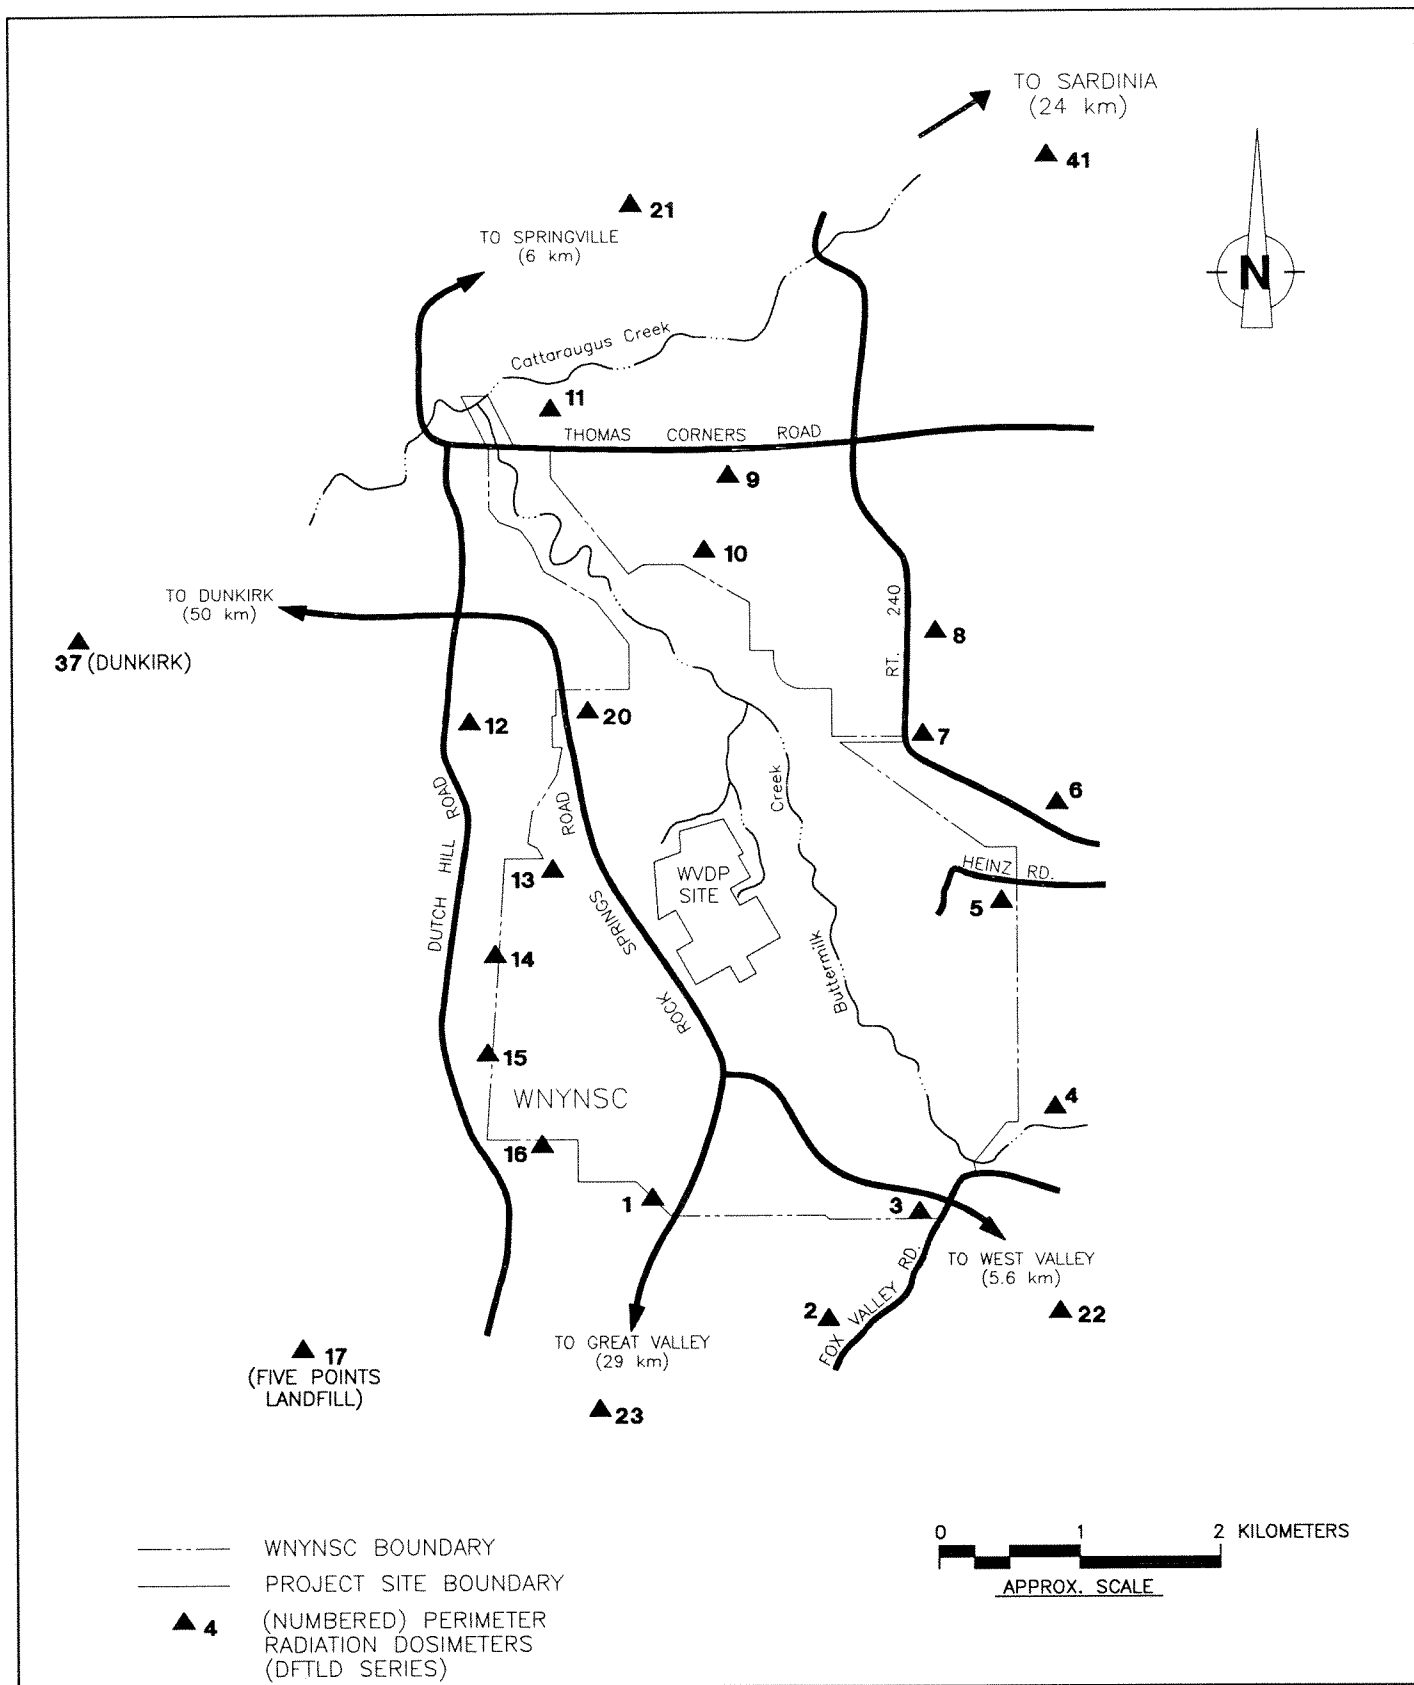 TO SARDINIA
(24 km)
41
21
TO SPRINGVILLE
(6 km)
N
Cattaraugus Creek
11
THOMAS CORNERS ROAD
9
10
TO DUNKIRK
(50 km)
RT. 240
8
37 (DUNKIRK)
12
20
7
DUTCH HILL ROAD
ROCK SPRINGS ROAD
Buttermilk Creek
6
HEINZ RD.
13
WVDP
SITE
5
14
15
WNYNSC
4
16
1
3
TO WEST VALLEY
(5.6 km)
FOX VALLEY RD.
2
22
TO GREAT VALLEY
(29 km)
17
(FIVE POINTS
LANDFILL)
23
0 1 2 KILOMETERS
APPROX. SCALE
WNYNSC BOUNDARY
PROJECT SITE BOUNDARY
4 (NUMBERED) PERIMETER
RADIATION DOSIMETERS
(DFTLD SERIES)